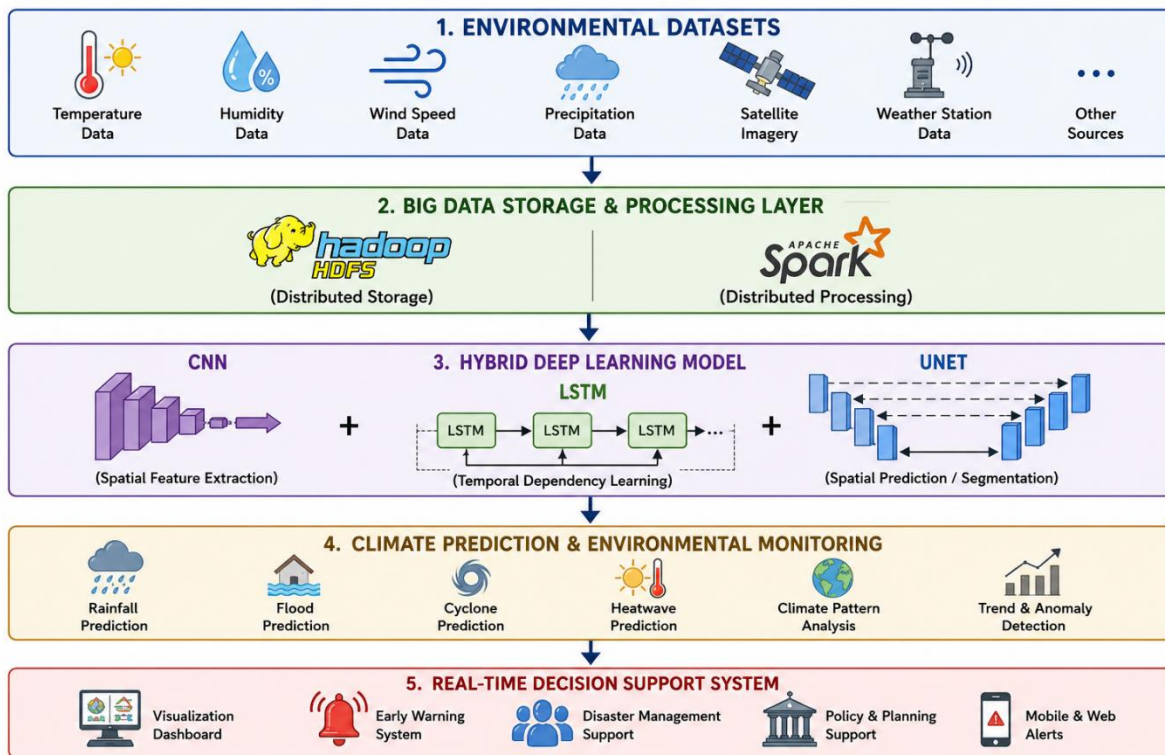 1. ENVIRONMENTAL DATASETS
Temperature
Data
Humidity
Data
Wind Speed
Data
Precipitation
Data
Satellite
Imagery
Weather Station
Data
Other
Sources
2. BIG DATA STORAGE & PROCESSING LAYER
hadoop
HDFS
(Distributed Storage)
APACHE
Spark
(Distributed Processing)
3. HYBRID DEEP LEARNING MODEL
CNN
(Spatial Feature Extraction)
+
LSTM
LSTM
LSTM
LSTM
...
(Temporal Dependency Learning)
+
UNET
(Spatial Prediction / Segmentation)
4. CLIMATE PREDICTION & ENVIRONMENTAL MONITORING
Rainfall
Prediction
Flood
Prediction
Cyclone
Prediction
Heatwave
Prediction
Climate Pattern
Analysis
Trend & Anomaly
Detection
5. REAL-TIME DECISION SUPPORT SYSTEM
Visualization
Dashboard
Early Warning
System
Disaster Management
Support
Policy & Planning
Support
Mobile & Web
Alerts